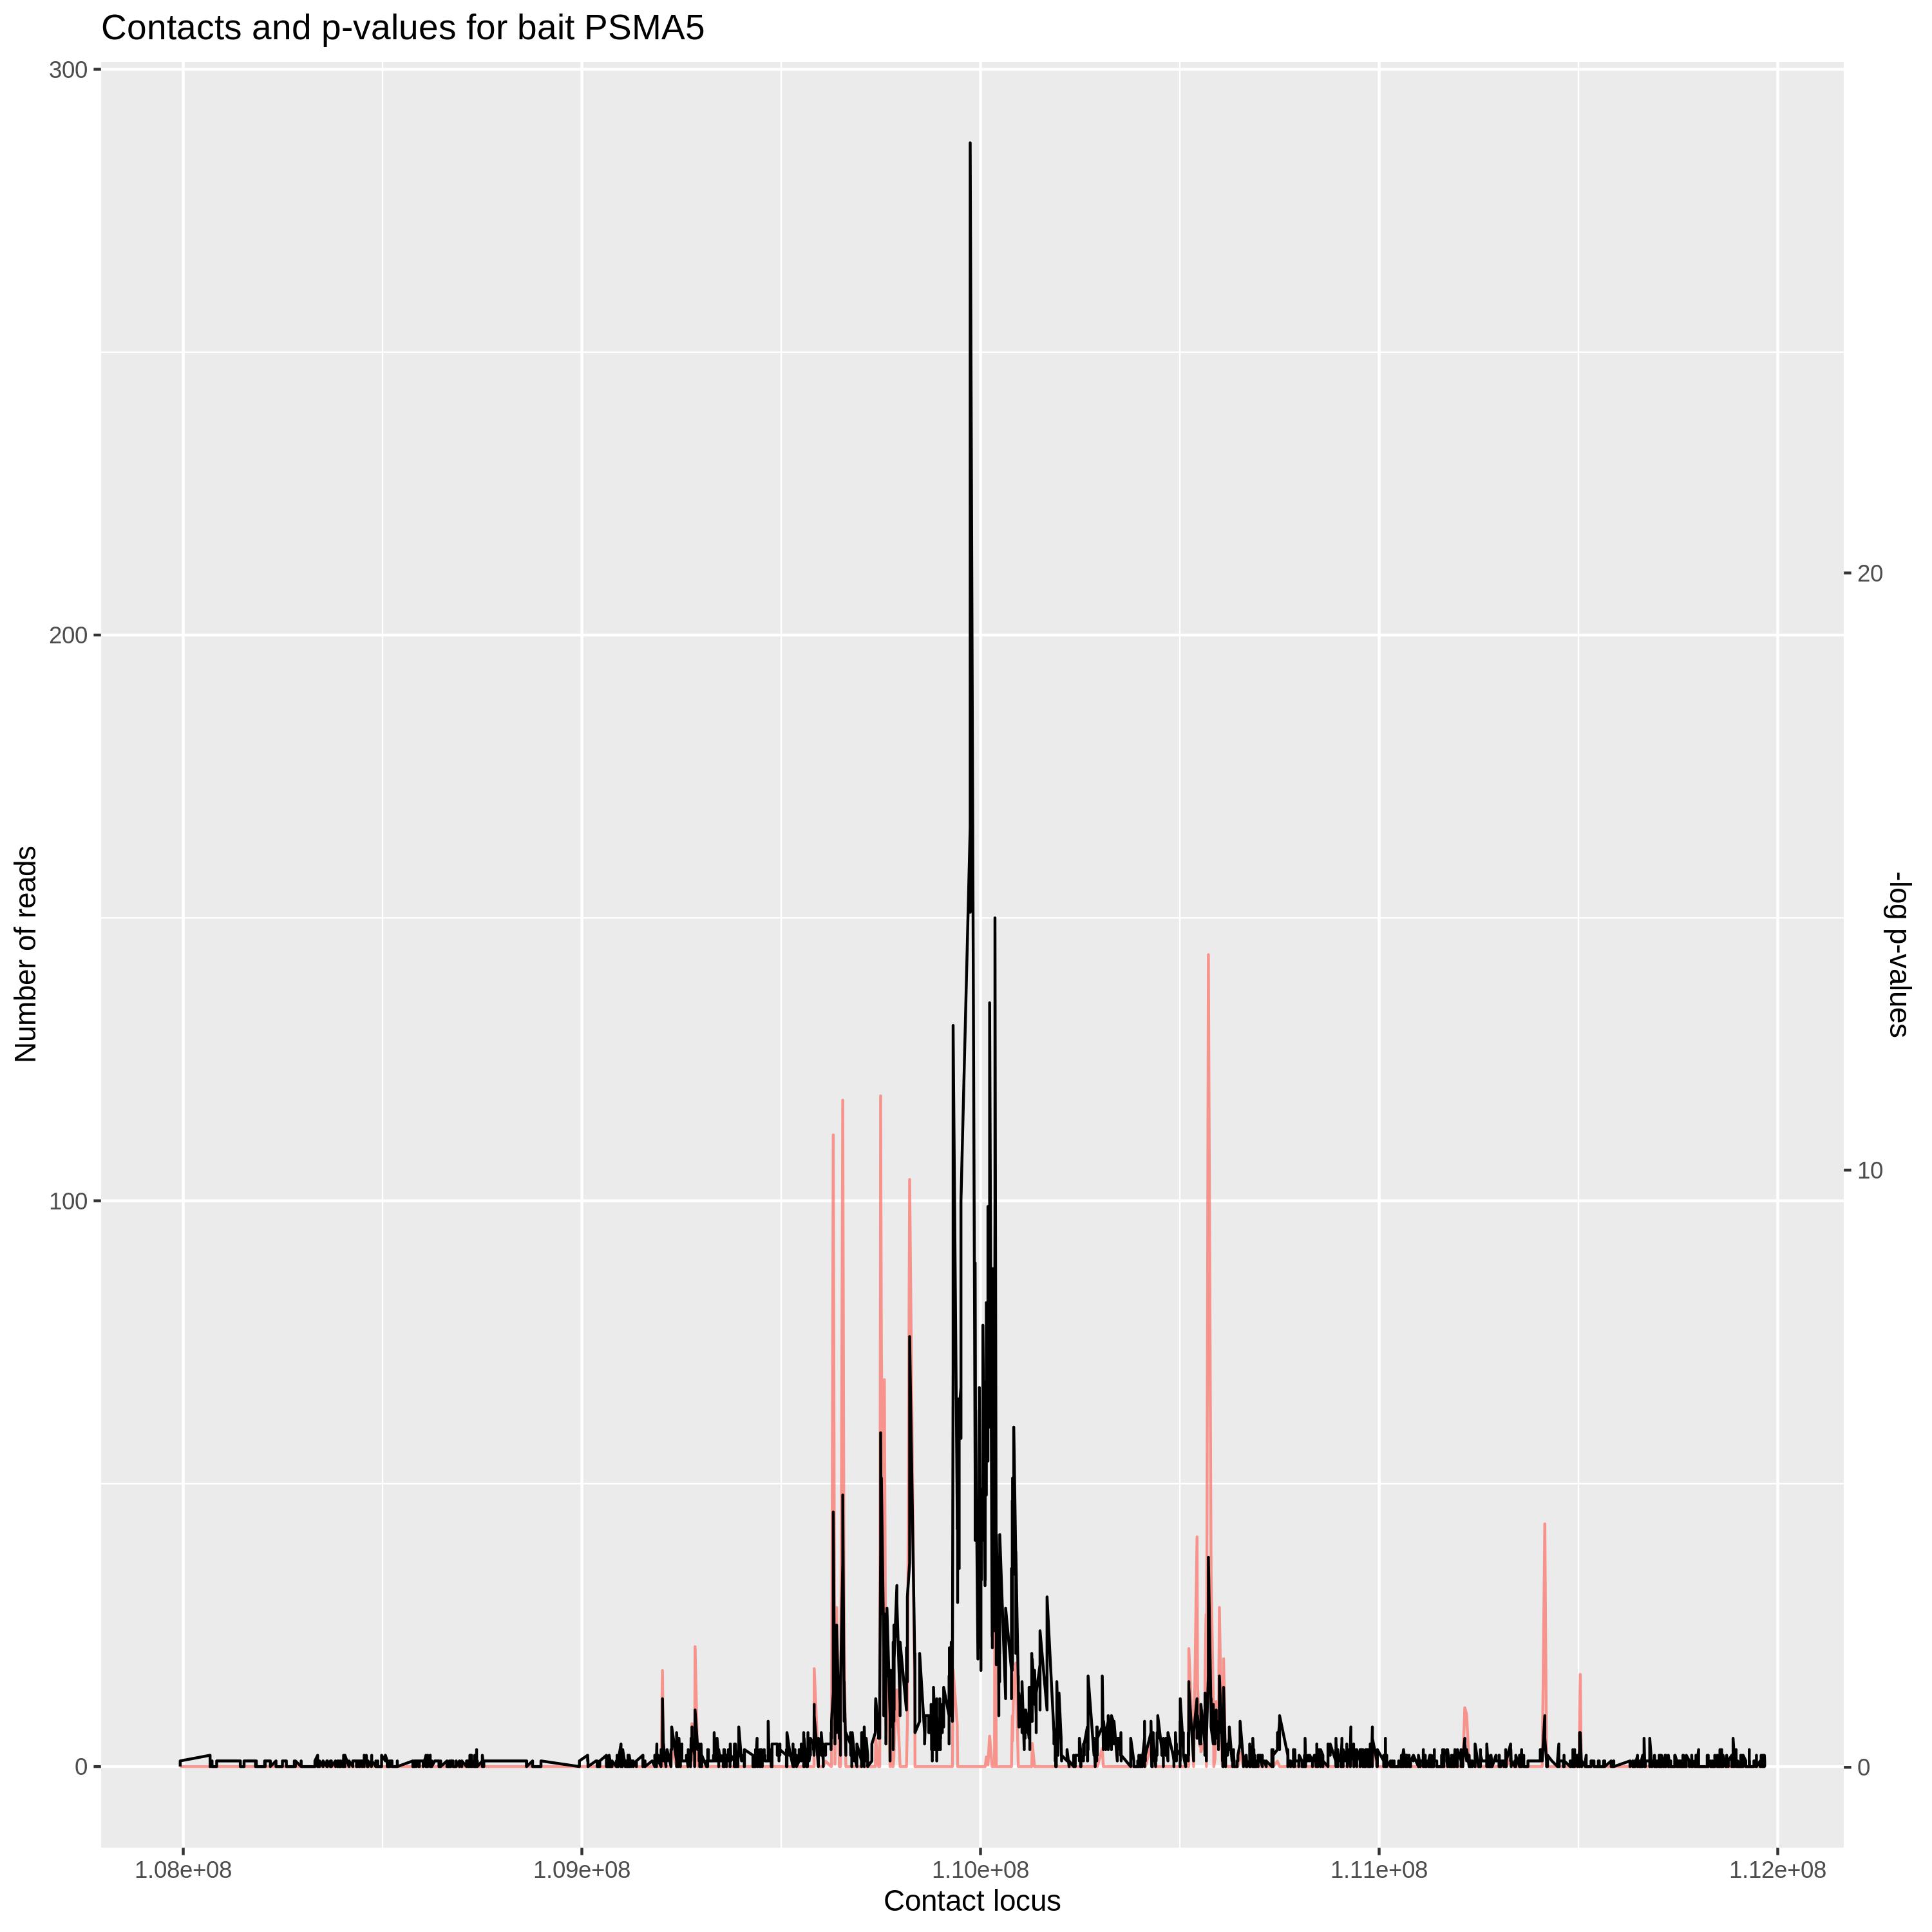 Contacts and p-values for bait PSMA5
300
200
100
0
Number of reads
20
10
0
-log p-values
1.08e+08
1.09e+08
1.10e+08
1.11e+08
1.12e+08
Contact locus